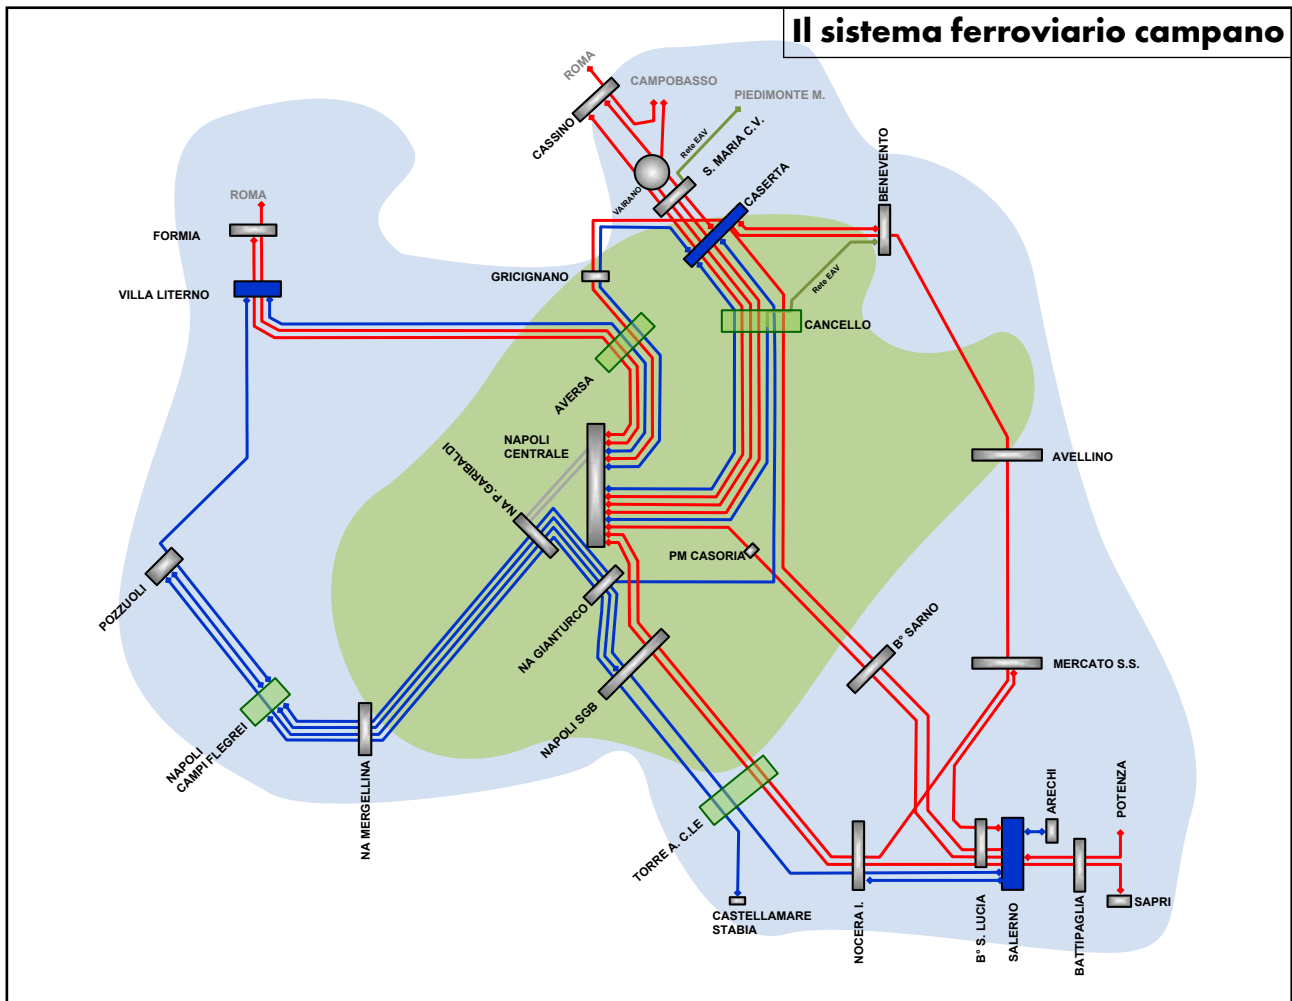 Il sistema ferroviario campano
ROMA
CAMPOBASSO
PIEDIMONTE M.
CASSINO
Rete EAV
S. MARIA C.V.
VAIRANO
CASERTA
BENEVENTO
ROMA
FORMIA
GRICIGNANO
VILLA LITERNO
Rete EAV
CANCELLO
AVERSA
NAPOLI
CENTRALE
NA P.GARIBALDI
AVELLINO
PM CASORIA
POZZUOLI
NA GIANTURCO
B° SARNO
MERCATO S.S.
NAPOLI SGB
NAPOLI
CAMPI FLEGREI
NA MERGELLINA
TORRE A. C.LE
ARECHI
POTENZA
CASTELLAMARE
STABIA
NOCERA I.
B° S. LUCIA
SALERNO
BATTIPAGLIA
SAPRI